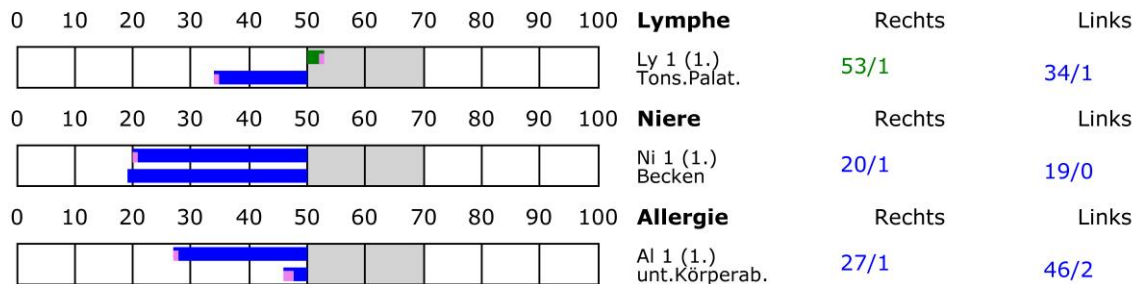 0 10 20 30 40 50 60 70 80 90 100 Lymphe Rechts Links
Ly 1 (1.)
Tons.Palat. 53/1 34/1
0 10 20 30 40 50 60 70 80 90 100 Niere Rechts Links
Ni 1 (1.)
Becken 20/1 19/0
0 10 20 30 40 50 60 70 80 90 100 Allergie Rechts Links
Al 1 (1.)
unt.Körperab. 27/1 46/2